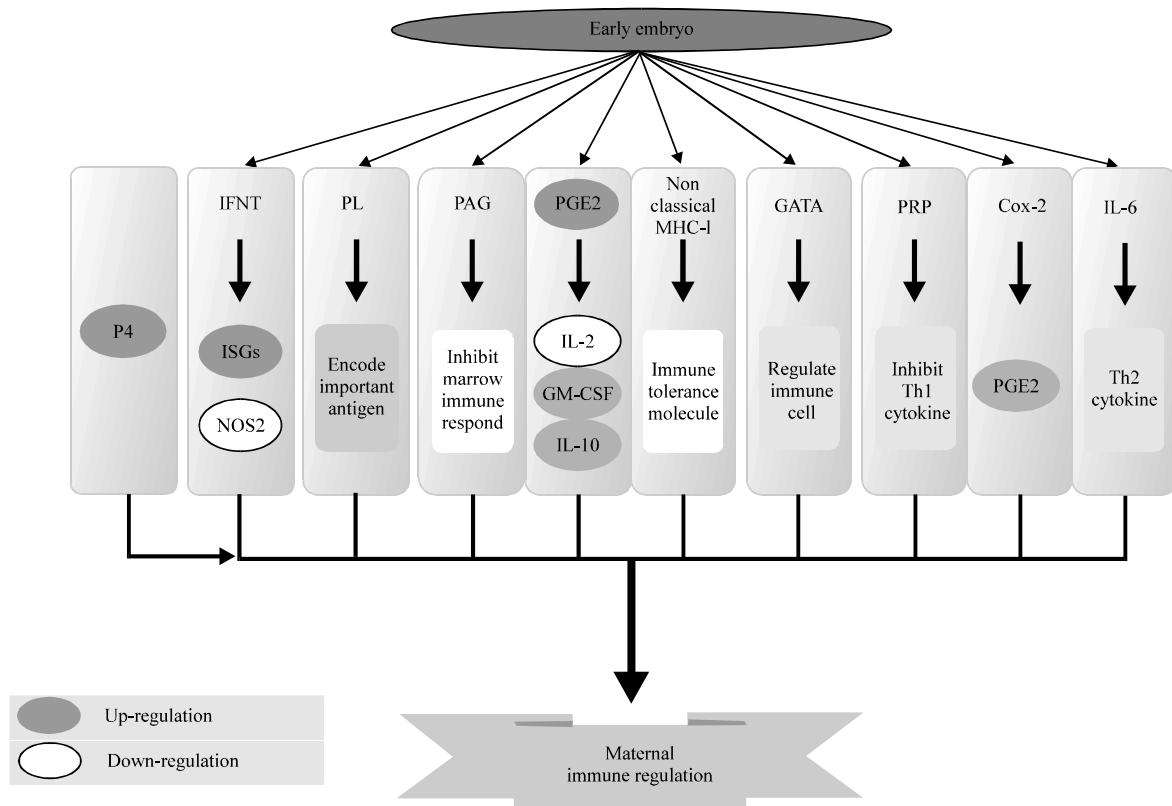 Early embryo
P4
IFNT
ISGs
NOS2
PL
Encode
important
antigen
PAG
Inhibit
marrow
immune
respond
PGE2
IL-2
GM-CSF
IL-10
Non
classical
MHC-l
Immune
tolerance
molecule
GATA
Regulate
immune
cell
PRP
Inhibit
Th1
cytokine
Cox-2
PGE2
IL-6
Th2
cytokine
Up-regulation
Down-regulation
Maternal
immune regulation